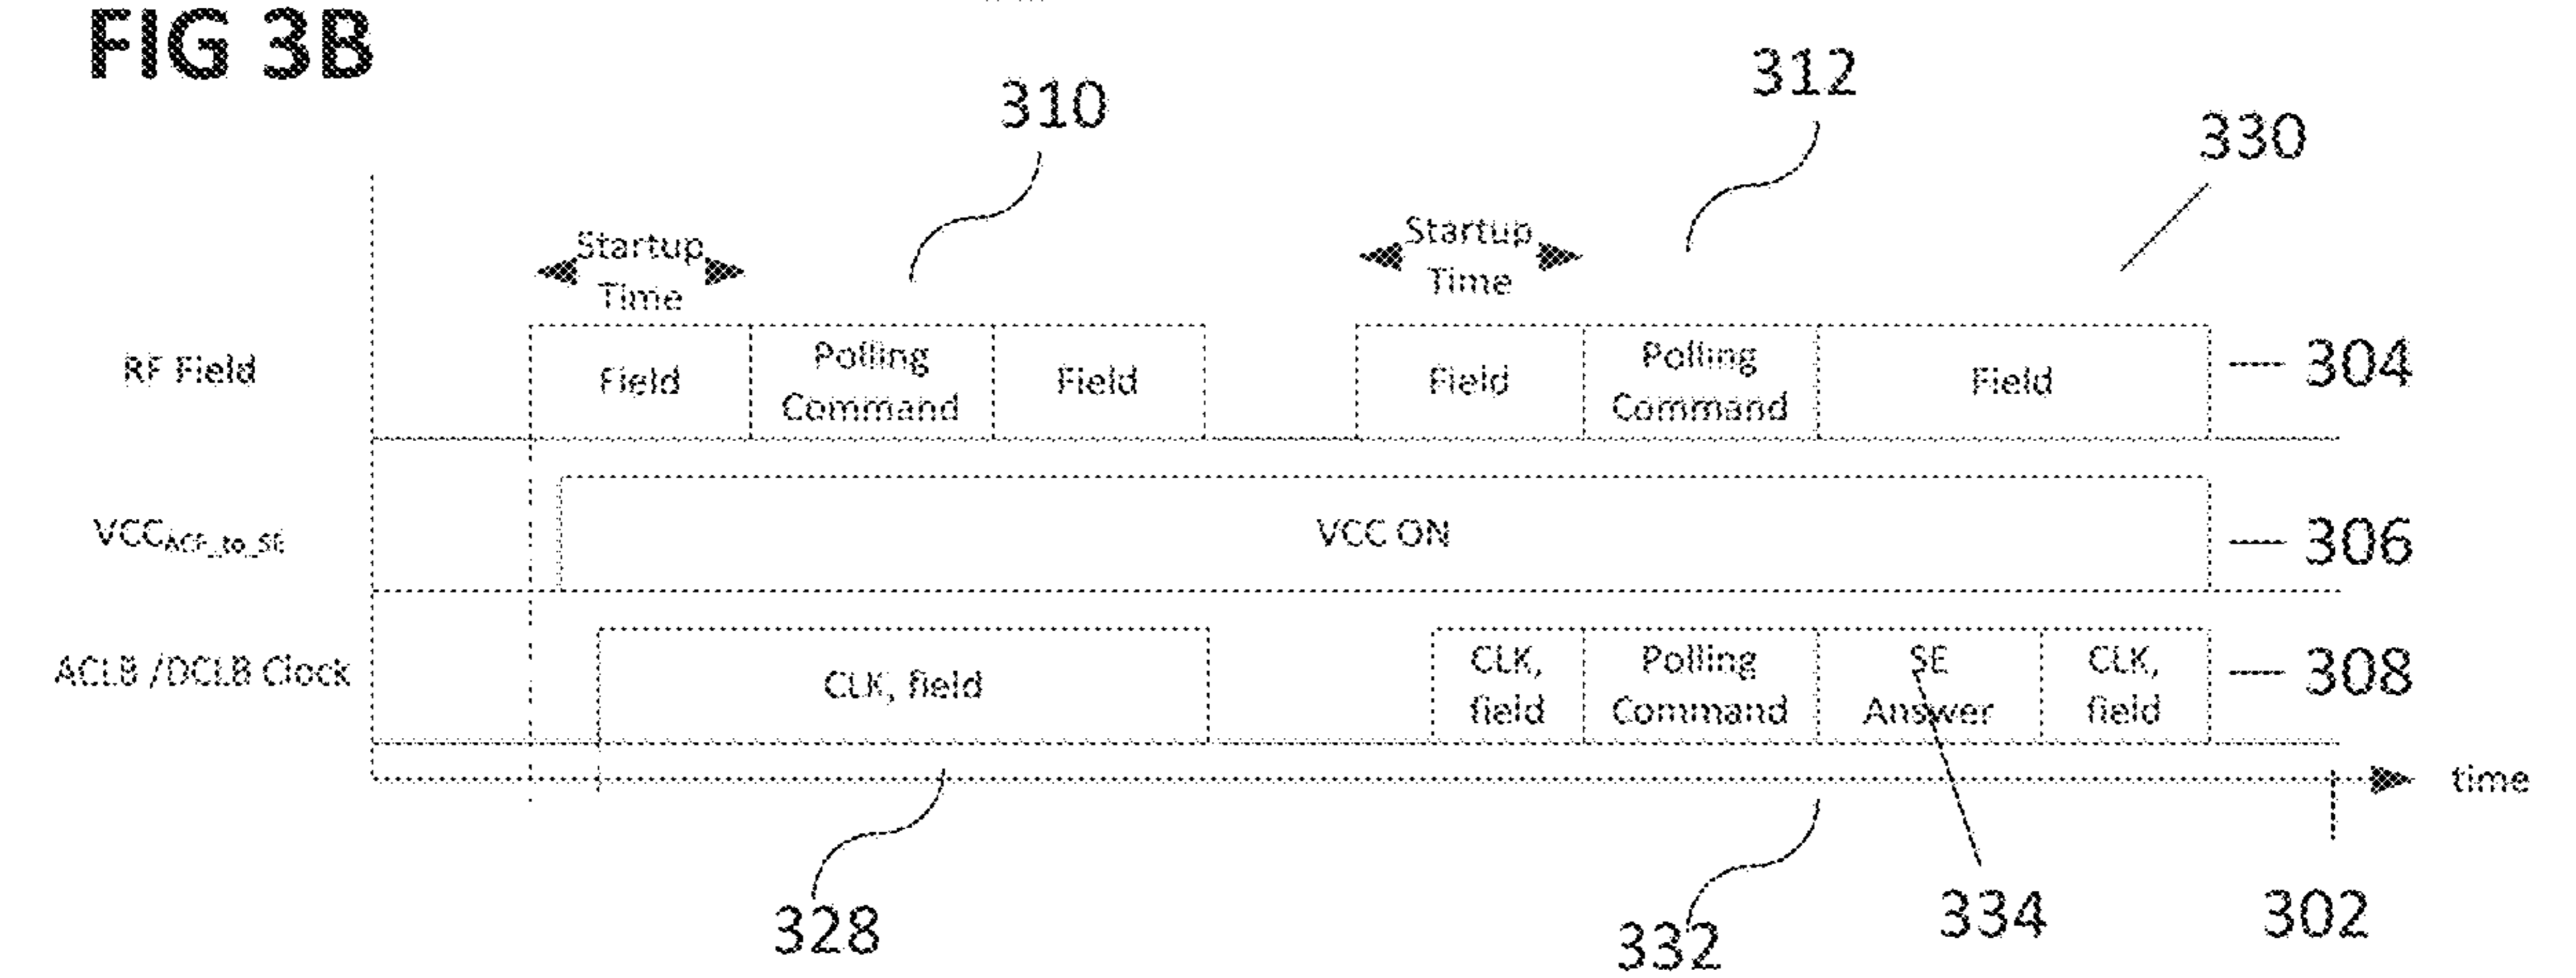 FIG 3B
310
312
330
Startup
Time
Startup
Time
RF Field
Field
Polling
Command
Field
Field
Polling
Command
Field
304
VCC ACF_to_SE
VCC ON
306
ACLB /DCLB Clock
CLK, field
CLK,
field
Polling
Command
SE
Answer
CLK,
field
308
time
328
332
334
302